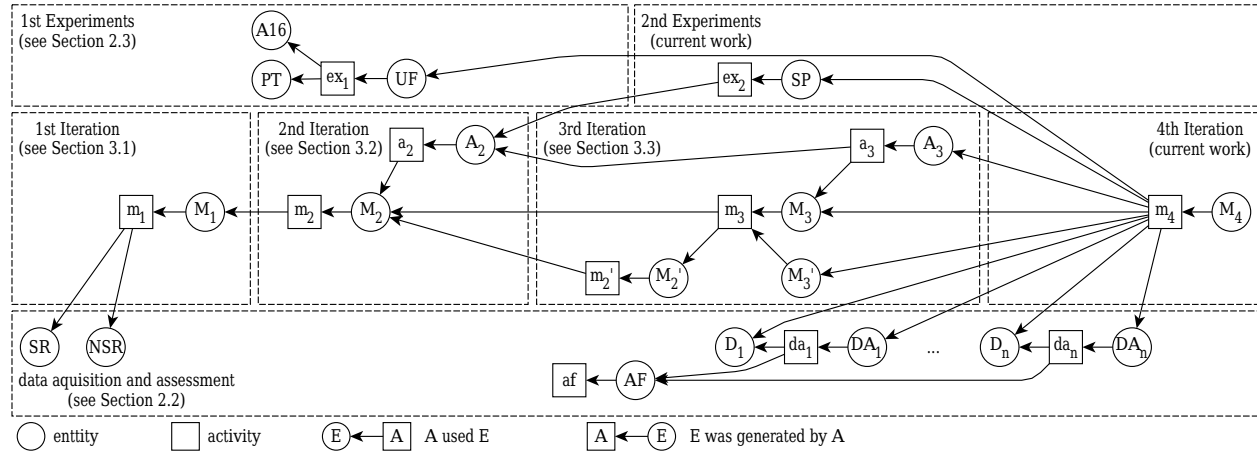 1st Experiments
(see Section 2.3)
2nd Experiments
(current work)
A16
PT
ex1
UF
ex2
SP
1st Iteration
(see Section 3.1)
2nd Iteration
(see Section 3.2)
3rd Iteration
(see Section 3.3)
4th Iteration
(current work)
a2
A2
a3
A3
m1
M1
m2
M2
m3
M3
m4
M4
m2'
M2'
M3'
SR
NSR
D1
da1
DA1
...
Dn
dan
DAn
af
AF
data aquisition and assessment
(see Section 2.2)
enttity
activity
E
A
A used E
A
E
E was generated by A